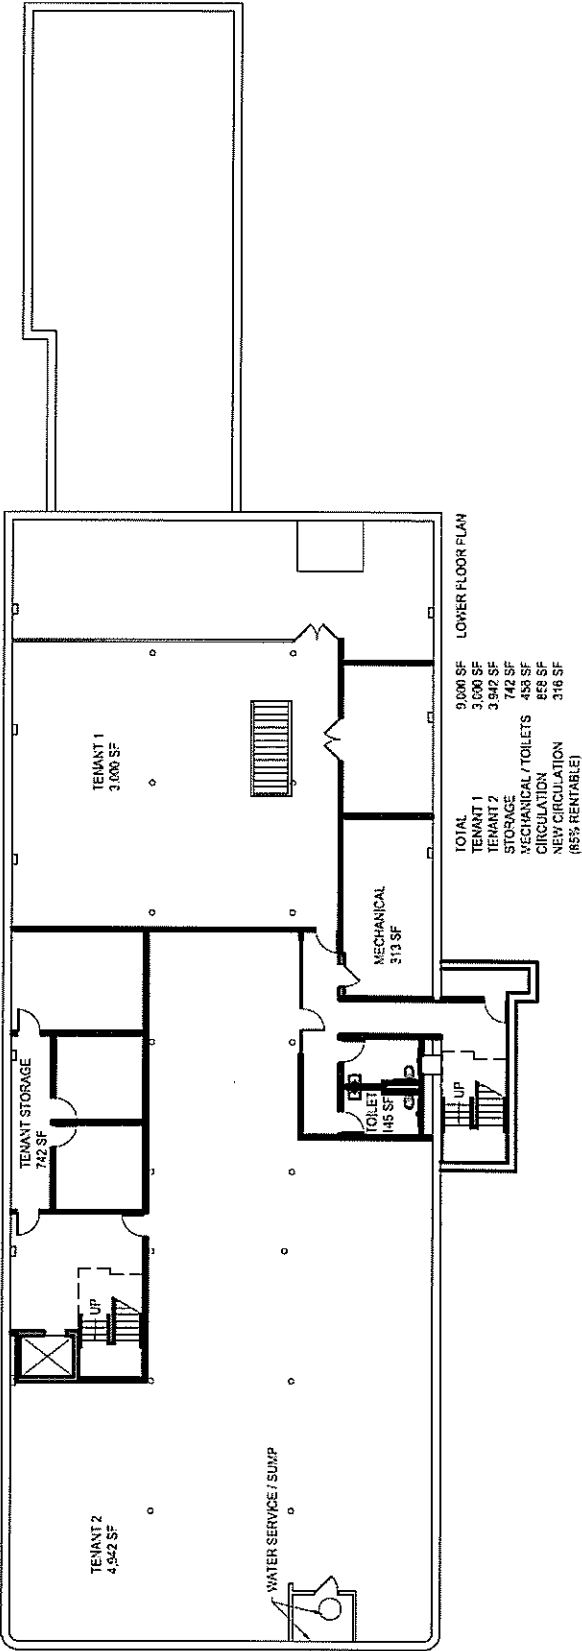 TENANT 1
3,000 SF
MECHANICAL
313 SF
TENANT STORAGE
742 SF
TOILET
145 SF
UP
UP
TENANT 2
4,942 SF
WATER SERVICE / SUMP
LOWER FLOOR PLAN
TOTAL 9,000 SF
TENANT 1 3,000 SF
TENANT 2 3,942 SF
STORAGE 742 SF
MECHANICAL / TOILETS 458 SF
CIRCULATION 858 SF
NEW CIRCULATION 316 SF
(85% RENTABLE)